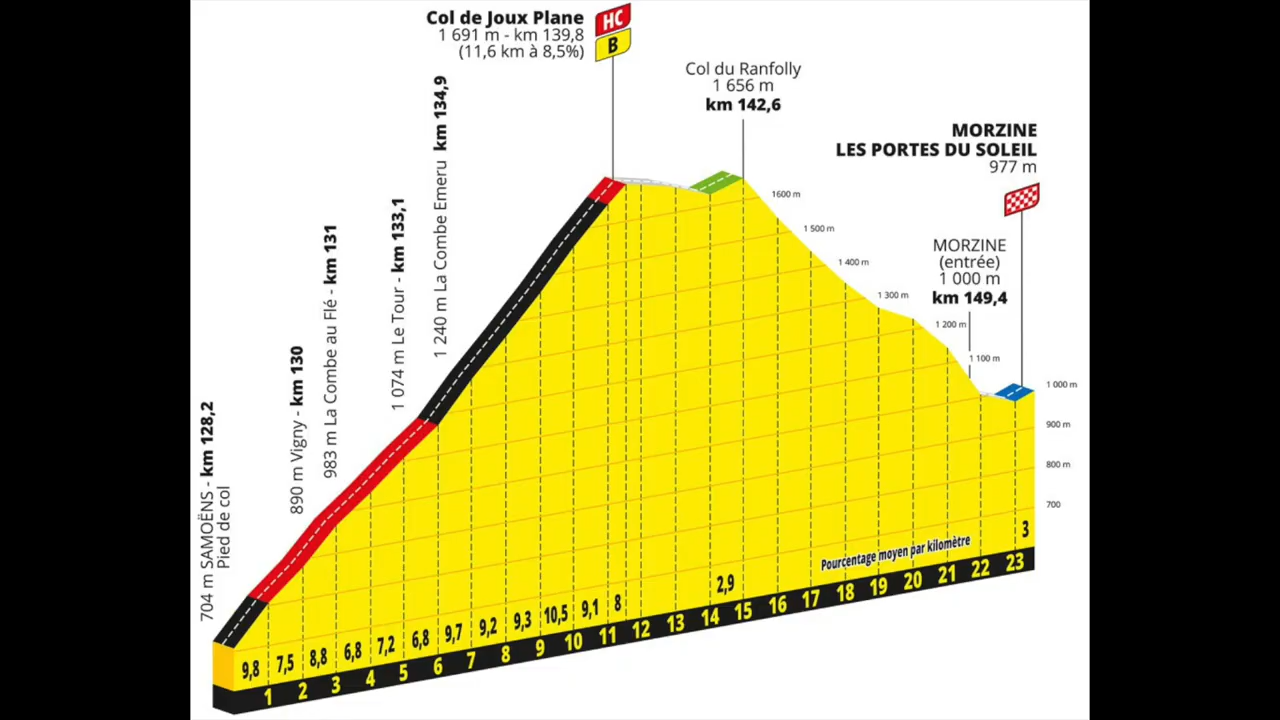 Col de Joux Plane
1 691 m - km 139,8
(11,6 km à 8,5%)
HC
B
Col du Ranfolly
1 656 m
km 142,6
MORZINE
LES PORTES DU SOLEIL
977 m
MORZINE
(entrée)
1 000 m
km 149,4
704 m SAMOËNS - km 128,2
Pied de col
890 m Vigny - km 130
983 m La Combe au Flé - km 131
1 074 m Le Tour - km 133,1
1 240 m La Combe Emeru km 134,9
1600 m
1 500 m
1 400 m
1 300 m
1 200 m
1 100 m
1 000 m
900 m
800 m
700
Pourcentage moyen par kilomètre
9,8 7,5 8,8 6,8 7,2 6,8 9,7 9,2 9,3 10,5 9,1 8 2,9 3
1 2 3 4 5 6 7 8 9 10 11 12 13 14 15 16 17 18 19 20 21 22 23